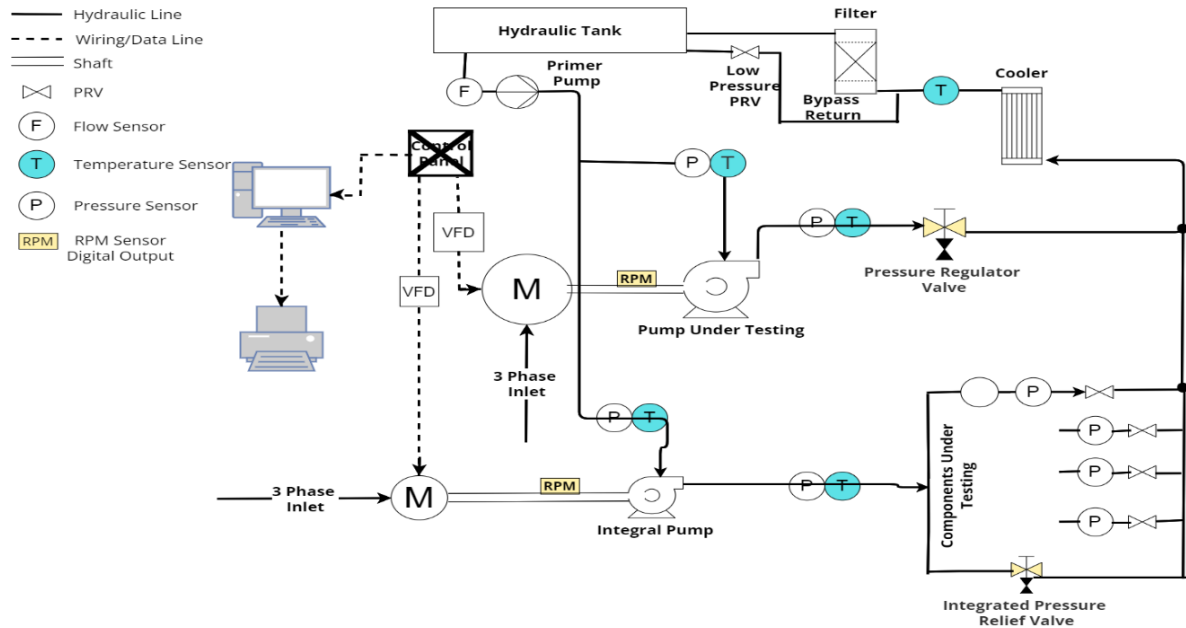 Hydraulic Line
Wiring/Data Line
Shaft
PRV
F
Flow Sensor
T
Temperature Sensor
P
Pressure Sensor
RPM
RPM Sensor
Digital Output
Hydraulic Tank
Filter
Primer
Pump
F
Low
Pressure
PRV
Bypass
Return
T
Cooler
Control
Panel
P
T
VFD
VFD
P
T
M
RPM
Pressure Regulator
Valve
Pump Under Testing
3 Phase
Inlet
P
T
P
P
P
P
Components Under
Testing
3 Phase
Inlet
M
RPM
P
T
Integral Pump
Integrated Pressure
Relief Valve